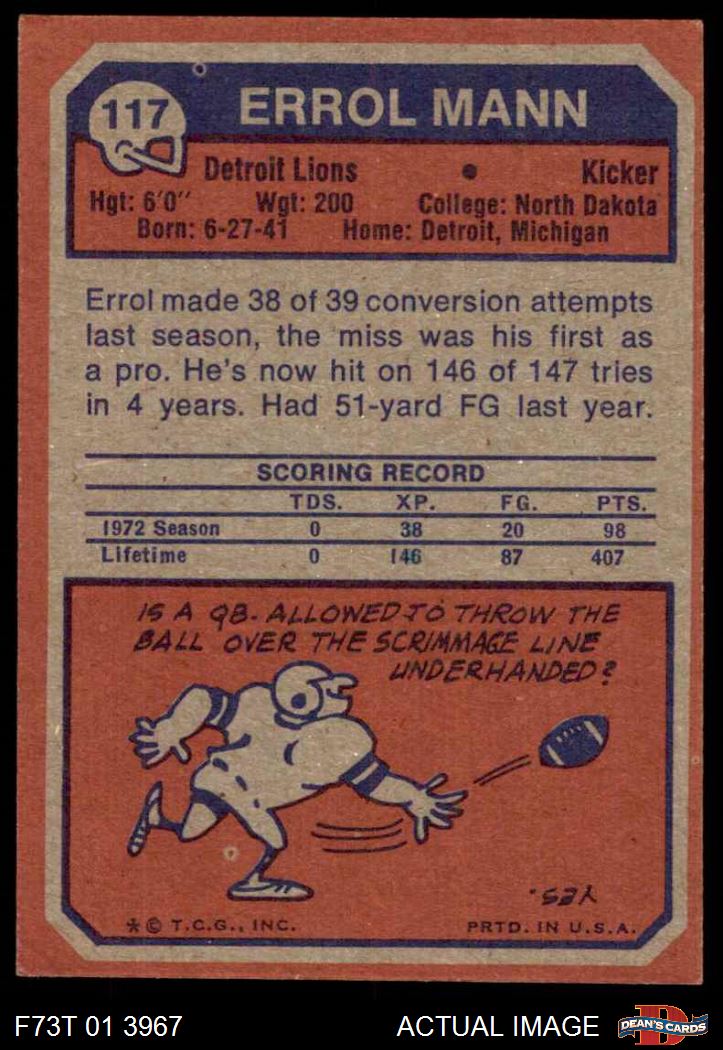 117 ERROL MANN
Detroit Lions • Kicker
Hgt: 6'0" Wgt: 200 College: North Dakota
Born: 6-27-41 Home: Detroit, Michigan
Errol made 38 of 39 conversion attempts
last season, the miss was his first as
a pro. He's now hit on 146 of 147 tries
in 4 years. Had 51-yard FG last year.
SCORING RECORD
TDS. XP. FG. PTS.
1972 Season 0 38 20 98
Lifetime 0 146 87 407
IS A QB. ALLOWED TO THROW THE
BALL OVER THE SCRIMMAGE LINE
UNDERHANDED?
YES.
* © T.C.G., INC. PRTD. IN U.S.A.
F73T 01 3967 ACTUAL IMAGE D DEAN'S CARDS